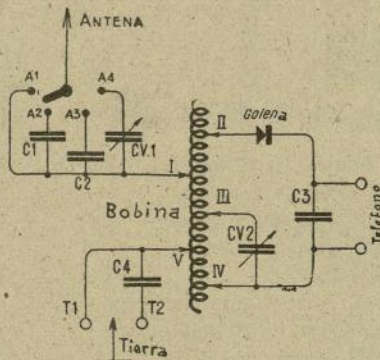 ANTENA
A1
A4
A2
A3
C1
C2
CV.1
I
II
Galena
III
C3
Bobina
CV2
Teléfono
V
IV
C4
T1
T2
Tierra